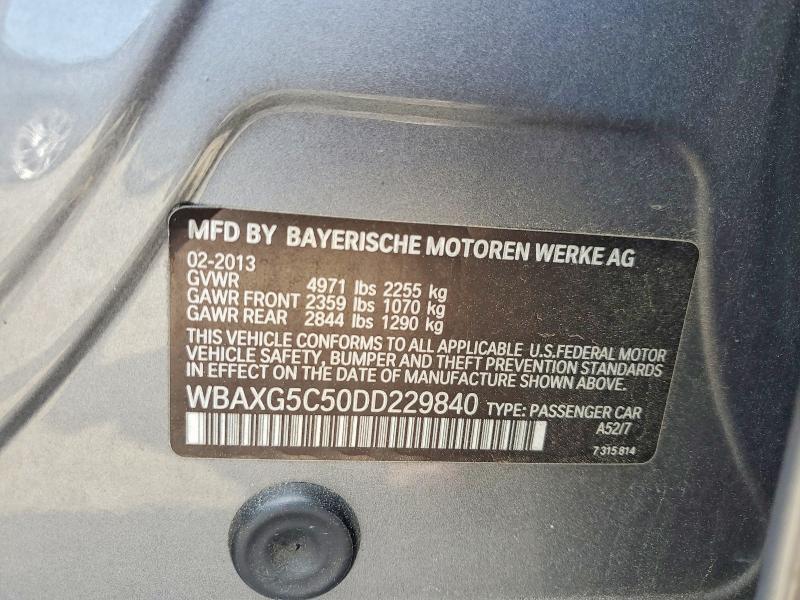 MFD BY BAYERISCHE MOTOREN WERKE AG
02-2013
GVWR 4971 lbs 2255 kg
GAWR FRONT 2359 lbs 1070 kg
GAWR REAR 2844 lbs 1290 kg
THIS VEHICLE CONFORMS TO ALL APPLICABLE U.S.FEDERAL MOTOR
VEHICLE SAFETY, BUMPER AND THEFT PREVENTION STANDARDS
IN EFFECT ON THE DATE OF MANUFACTURE SHOWN ABOVE.
WBAXG5C50DD229840 TYPE: PASSENGER CAR
A52/7
7 315 814